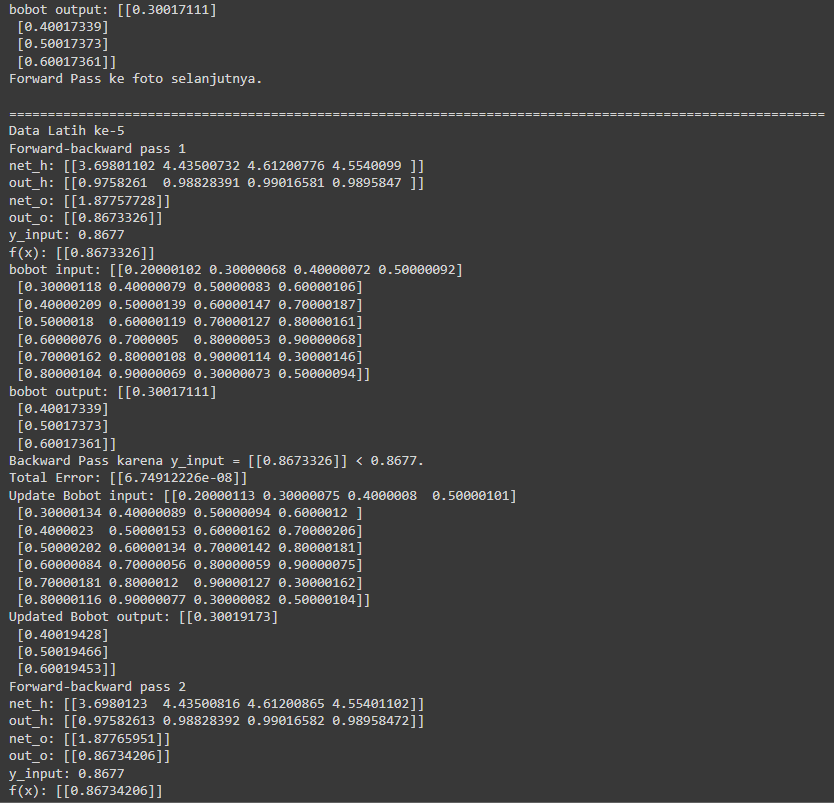 bobot output: [[0.30017111]
 [0.40017339]
 [0.50017373]
 [0.60017361]]
Forward Pass ke foto selanjutnya.
==========================================================================================================
Data Latih ke-5
Forward-backward pass 1
net_h: [[3.69801102 4.43500732 4.61200776 4.5540099 ]]
out_h: [[0.9758261  0.98828391 0.99016581 0.9895847 ]]
net_o: [[1.87757728]]
out_o: [[0.8673326]]
y_input: 0.8677
f(x): [[0.8673326]]
bobot input: [[0.20000102 0.30000068 0.40000072 0.50000092]
 [0.30000118 0.40000079 0.50000083 0.60000106]
 [0.40000209 0.50000139 0.60000147 0.70000187]
 [0.5000018  0.60000119 0.70000127 0.80000161]
 [0.60000076 0.7000005  0.80000053 0.90000068]
 [0.70000162 0.80000108 0.90000114 0.30000146]
 [0.80000104 0.90000069 0.30000073 0.50000094]]
bobot output: [[0.30017111]
 [0.40017339]
 [0.50017373]
 [0.60017361]]
Backward Pass karena y_input = [[0.8673326]] < 0.8677.
Total Error: [[6.74912226e-08]]
Update Bobot input: [[0.20000113 0.30000075 0.4000008  0.50000101]
 [0.30000134 0.40000089 0.50000094 0.6000012 ]
 [0.4000023  0.50000153 0.60000162 0.70000206]
 [0.50000202 0.60000134 0.70000142 0.80000181]
 [0.60000084 0.70000056 0.80000059 0.90000075]
 [0.70000181 0.8000012  0.90000127 0.30000162]
 [0.80000116 0.90000077 0.30000082 0.50000104]]
Updated Bobot output: [[0.30019173]
 [0.40019428]
 [0.50019466]
 [0.60019453]]
Forward-backward pass 2
net_h: [[3.6980123  4.43500816 4.61200865 4.55401102]]
out_h: [[0.97582613 0.98828392 0.99016582 0.98958472]]
net_o: [[1.87765951]]
out_o: [[0.86734206]]
y_input: 0.8677
f(x): [[0.86734206]]